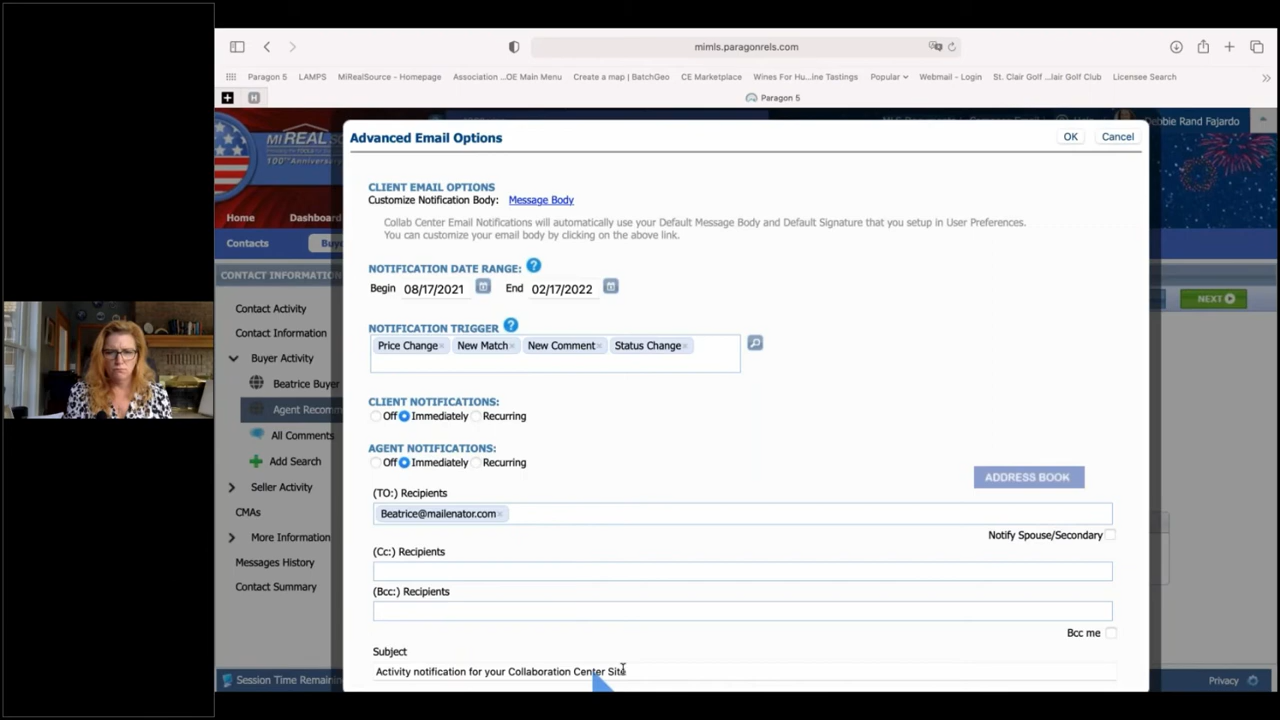 mimls.paragonrels.com
Paragon 5 LAMPS MiRealSource - Homepage Association ...OE Main Menu Create a map | BatchGeo CE Marketplace Wines For Hu...ine Tastings Popular Webmail - Login St. Clair Golf ...lair Golf Club Licensee Search
H Paragon 5
MiREAL
100th Anniversary
Debbie Rand Fajardo
Advanced Email Options OK Cancel
CLIENT EMAIL OPTIONS
Customize Notification Body: Message Body
Collab Center Email Notifications will automatically use your Default Message Body and Default Signature that you setup in User Preferences.
You can customize your email body by clicking on the above link.
NOTIFICATION DATE RANGE: ?
Begin 08/17/2021 End 02/17/2022
NOTIFICATION TRIGGER ?
Price Change× New Match× New Comment× Status Change×
CLIENT NOTIFICATIONS:
Off Immediately Recurring
AGENT NOTIFICATIONS:
Off Immediately Recurring
ADDRESS BOOK
(TO:) Recipients
Beatrice@mailenator.com×
Notify Spouse/Secondary
(Cc:) Recipients
(Bcc:) Recipients
Bcc me
Subject
Activity notification for your Collaboration Center Site
Home Dashboard
Contacts Buye
CONTACT INFORMATION
Contact Activity
Contact Information
Buyer Activity
Beatrice Buyer
Agent Recomm
All Comments
Add Search
Seller Activity
CMAs
More Information
Messages History
Contact Summary
NEXT
Session Time Remainin
Privacy